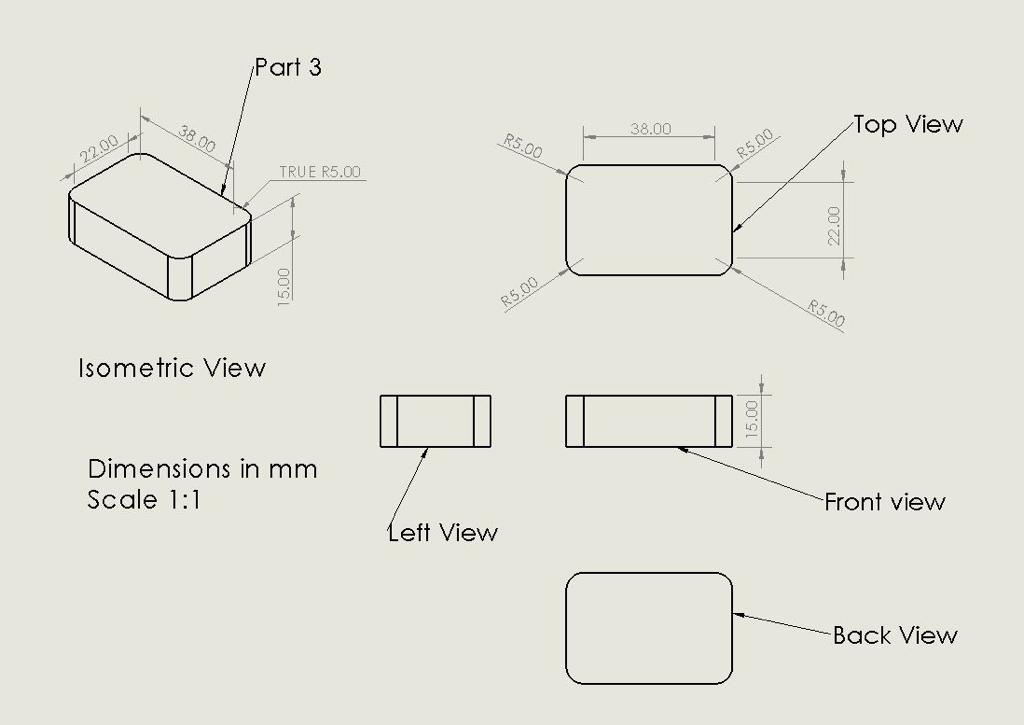 Part 3
22.00
38.00
TRUE R5.00
15.00
Isometric View
R5.00
38.00
R5.00
Top View
22.00
R5.00
R5.00
15.00
Left View
Front view
Dimensions in mm
Scale 1:1
Back View